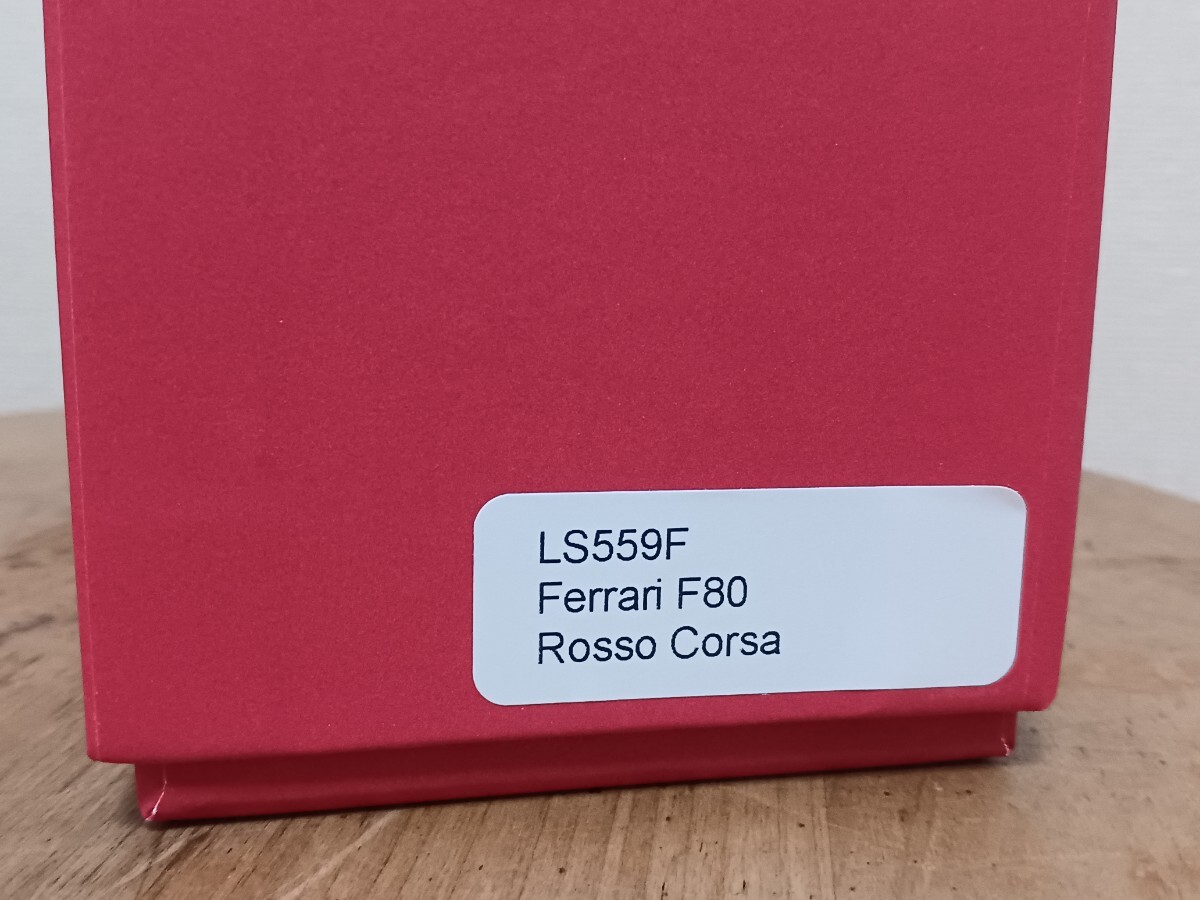 LS559F
Ferrari F80
Rosso Corsa